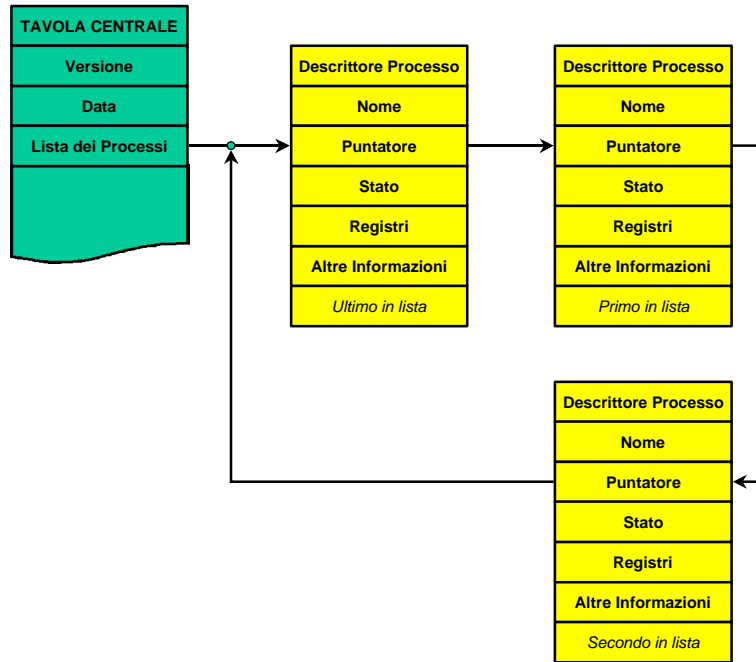 TAVOLA CENTRALE
Versione
Data
Lista dei Processi
Descrittore Processo
Nome
Puntatore
Stato
Registri
Altre Informazioni
Ultimo in lista
Descrittore Processo
Nome
Puntatore
Stato
Registri
Altre Informazioni
Primo in lista
Descrittore Processo
Nome
Puntatore
Stato
Registri
Altre Informazioni
Secondo in lista